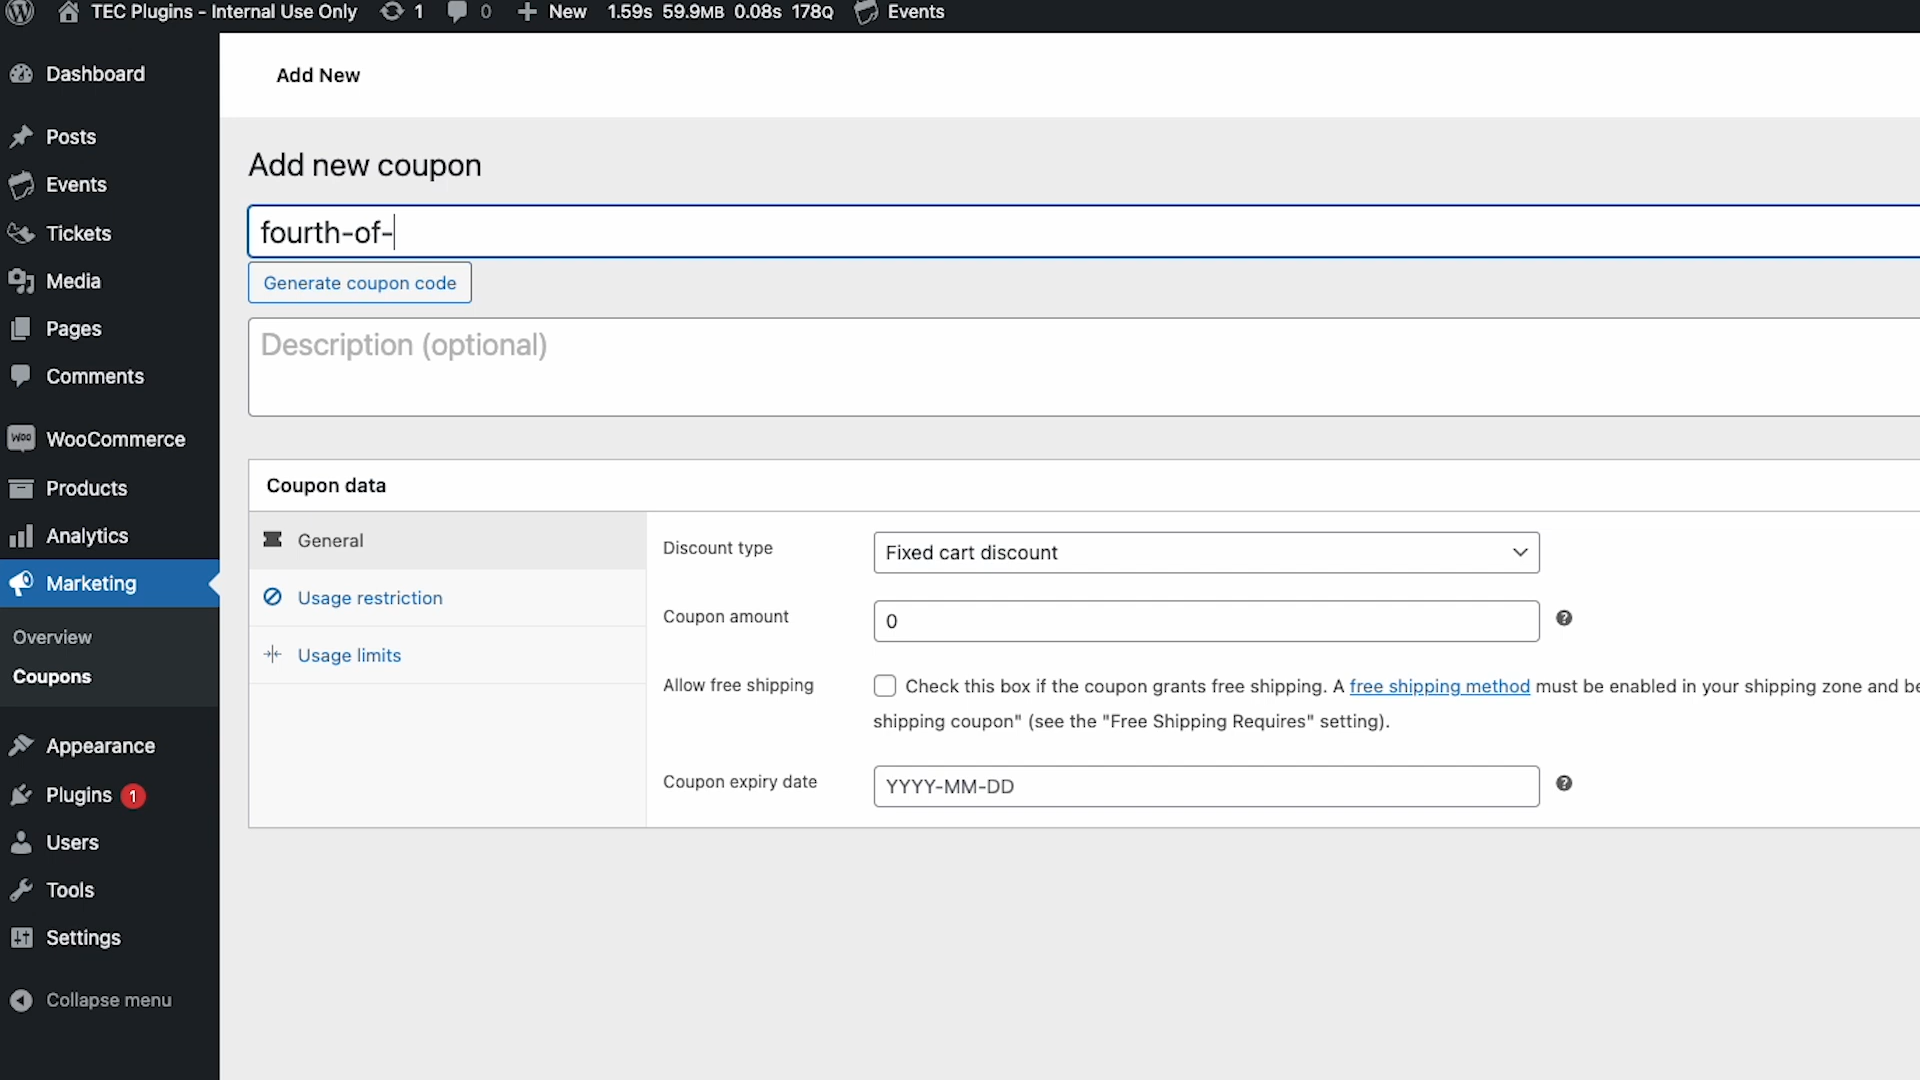 TEC Plugins - Internal Use Only 1 0 New 1.59s 59.9MB 0.08s 178Q Events
Dashboard
Posts
Events
Tickets
Media
Pages
Comments
WooCommerce
Products
Analytics
Marketing
Overview
Coupons
Appearance
Plugins 1
Users
Tools
Settings
Collapse menu
Add New
Add new coupon
fourth-of-
Generate coupon code
Description (optional)
Coupon data
General
Usage restriction
Usage limits
Discount type Fixed cart discount
Coupon amount 0
Allow free shipping Check this box if the coupon grants free shipping. A free shipping method must be enabled in your shipping zone and be
shipping coupon" (see the "Free Shipping Requires" setting).
Coupon expiry date YYYY-MM-DD